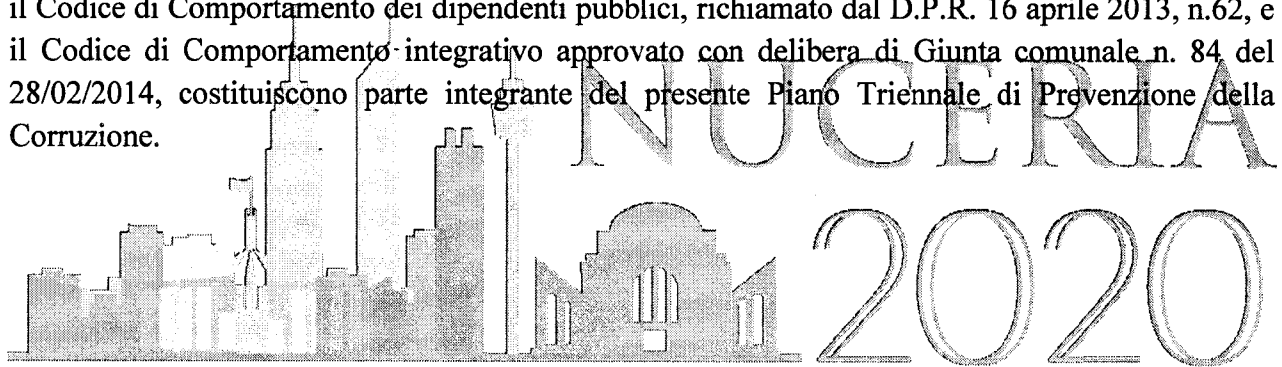 il Codice di Comportamento dei dipendenti pubblici, richiamato dal D.P.R. 16 aprile 2013, n.62, e
il Codice di Comportamento integrativo approvato con delibera di Giunta comunale n. 84 del
28/02/2014, costituiscono parte integrante del presente Piano Triennale di Prevenzione della
Corruzione.
NUCERIA
2020